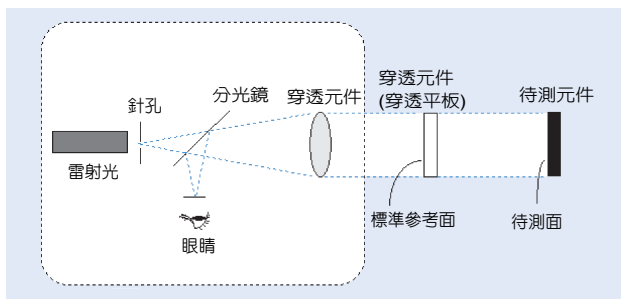 針孔
分光鏡
穿透元件
穿透元件
(穿透平板)
待測元件
雷射光
眼睛
標準參考面
待測面